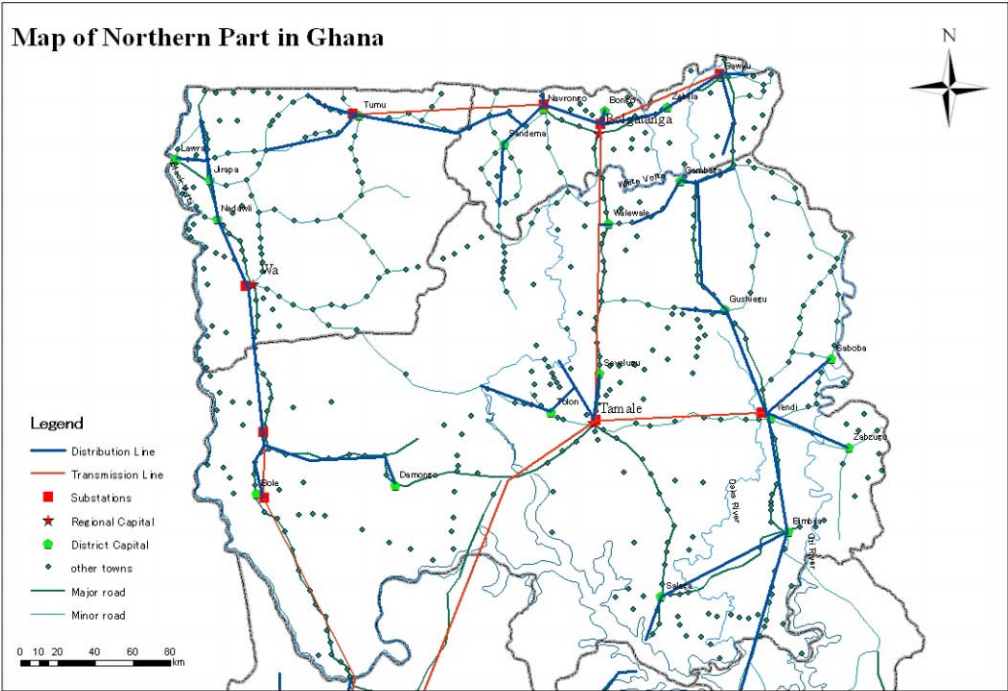 Map of Northern Part in Ghana
N
Bawku
Tumu
Navrongo
Bongo
Zebilla
Bolgatanga
Sandema
Lawra
Jirapa
Black Volta
White Volta
Gambaga
Nadawli
Walewale
Wa
Gushiegu
Saboba
Savelugu
Tolon
Tamale
Yendi
Zabzugu
Damongo
Bole
Daka River
Bimbila
Oti River
Salaga
Legend
Distribution Line
Transmission Line
Substations
Regional Capital
District Capital
other towns
Major road
Minor road
0 10 20 40 60 80
km